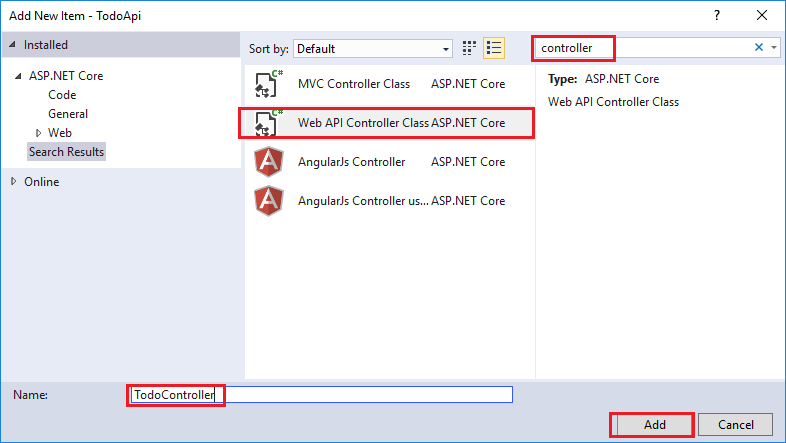 Add New Item - TodoApi
?
Installed
Sort by: Default
controller
ASP.NET Core
Code
General
Web
Search Results
Online
C#
MVC Controller Class ASP.NET Core
C#
Web API Controller Class ASP.NET Core
AngularJs Controller ASP.NET Core
AngularJs Controller us... ASP.NET Core
Type: ASP.NET Core
Web API Controller Class
Name: TodoController
Add Cancel